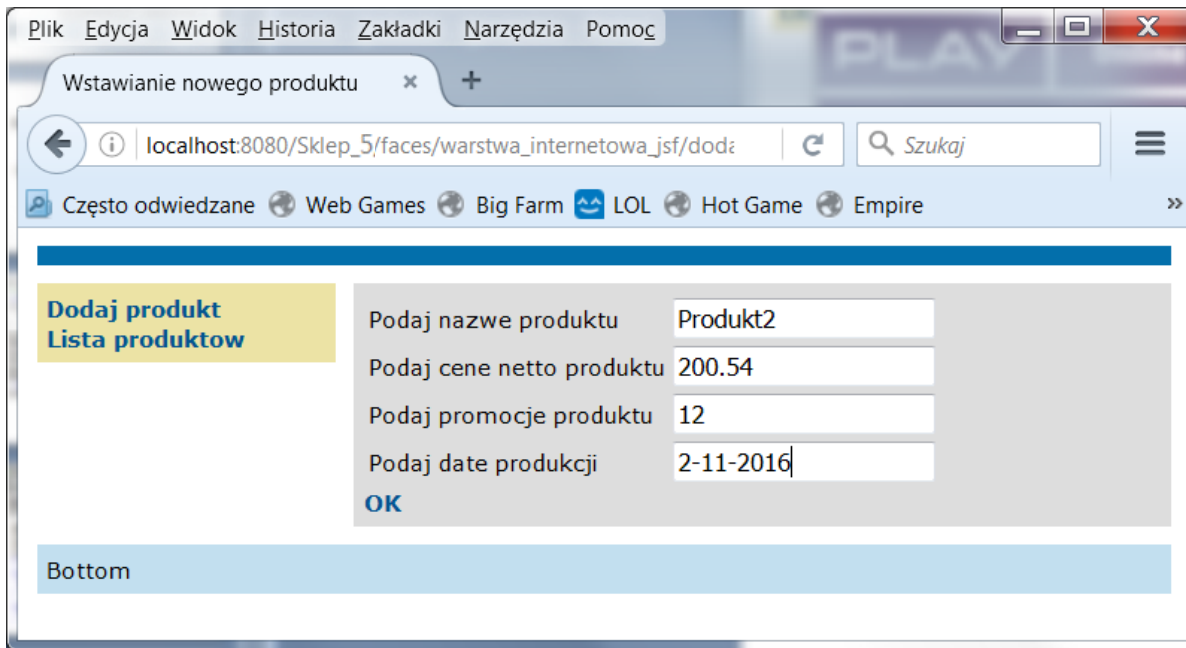 Plik Edycja Widok Historia Zakładki Narzędzia Pomoc
PLAY
Wstawianie nowego produktu × +
localhost:8080/Sklep_5/faces/warstwa_internetowa_jsf/doda
Szukaj
Często odwiedzane Web Games Big Farm LOL Hot Game Empire »
Dodaj produkt
Lista produktow
Podaj nazwe produktu Produkt2
Podaj cene netto produktu 200.54
Podaj promocje produktu 12
Podaj date produkcji 2-11-2016
OK
Bottom